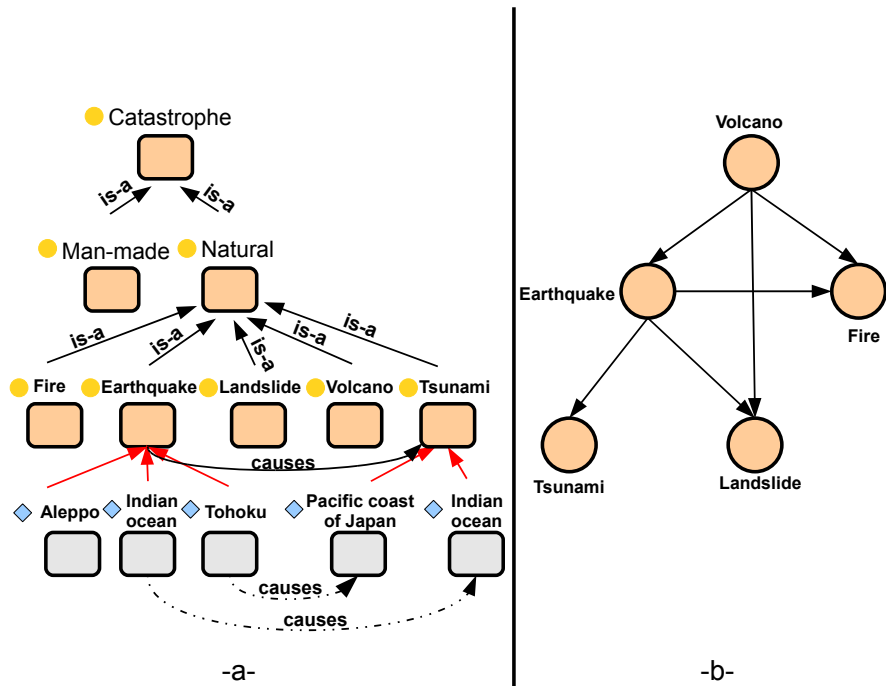 Catastrophe
is-a
is-a
Man-made
Natural
is-a
is-a
is-a
is-a
is-a
Fire
Earthquake
Landslide
Volcano
Tsunami
causes
Aleppo
Indian
ocean
Tohoku
Pacific coast
of Japan
Indian
ocean
causes
causes
-a-
Volcano
Earthquake
Fire
Tsunami
Landslide
-b-